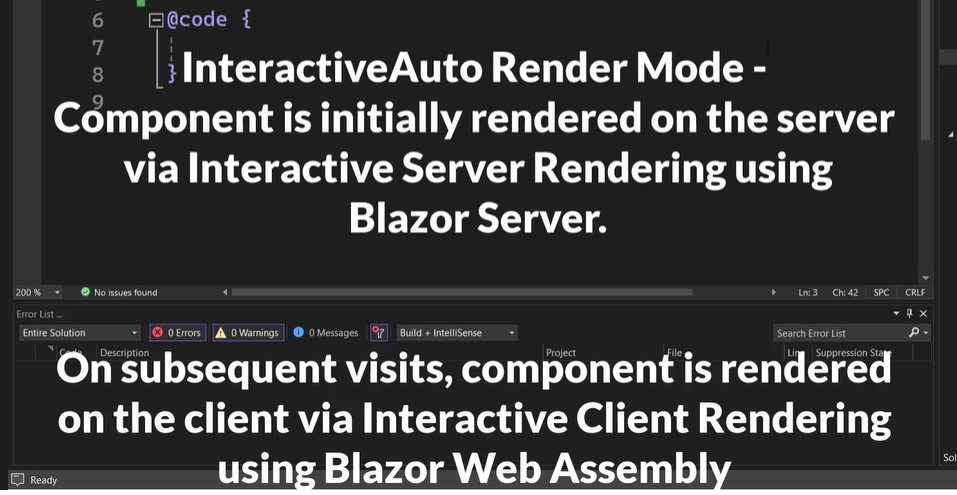 6 @code {
7
8 }
9
InteractiveAuto Render Mode -
Component is initially rendered on the server
via Interactive Server Rendering using
Blazor Server.
200 % No issues found Ln: 3 Ch: 42 SPC CRLF
Error List ...
Entire Solution 0 Errors 0 Warnings 0 Messages Build + IntelliSense Search Error List
Code Description Project File Line Suppression State
On subsequent visits, component is rendered
on the client via Interactive Client Rendering
using Blazor Web Assembly
Sol
Ready